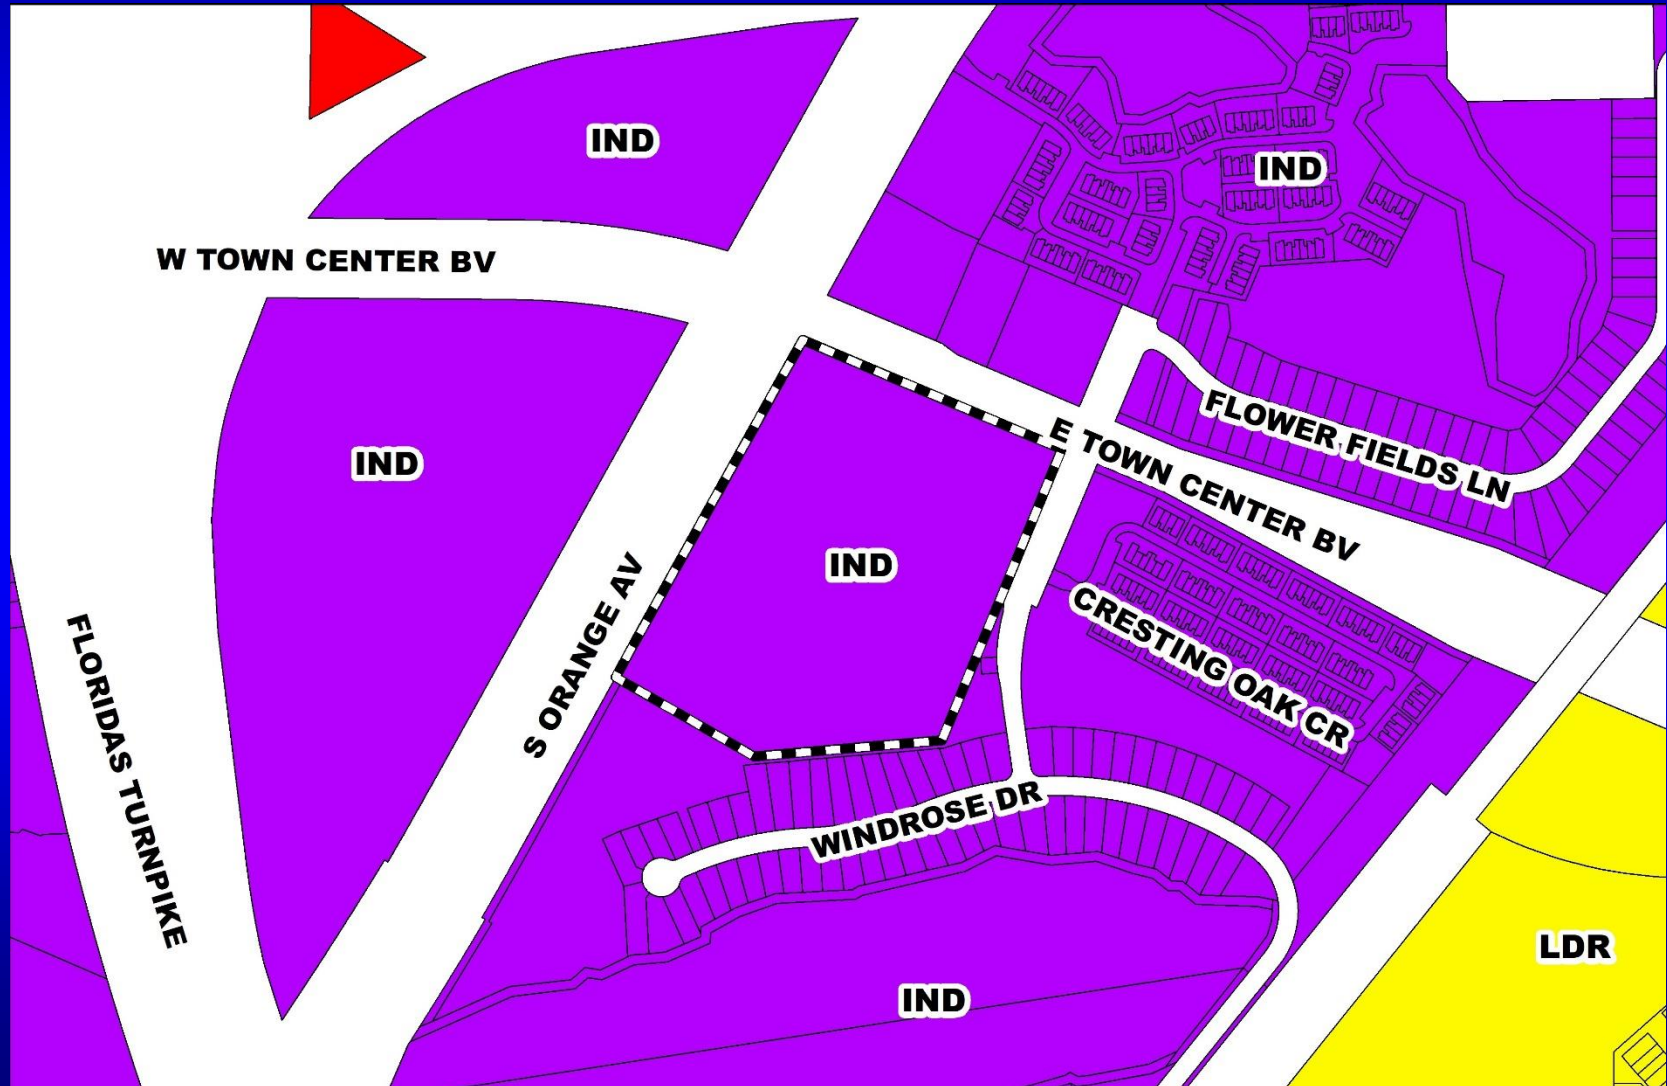 IND
IND
W TOWN CENTER BV
FLOWER FIELDS LN
E TOWN CENTER BV
IND
IND
CRESTING OAK CR
S ORANGE AV
FLORIDAS TURNPIKE
WINDROSE DR
LDR
IND